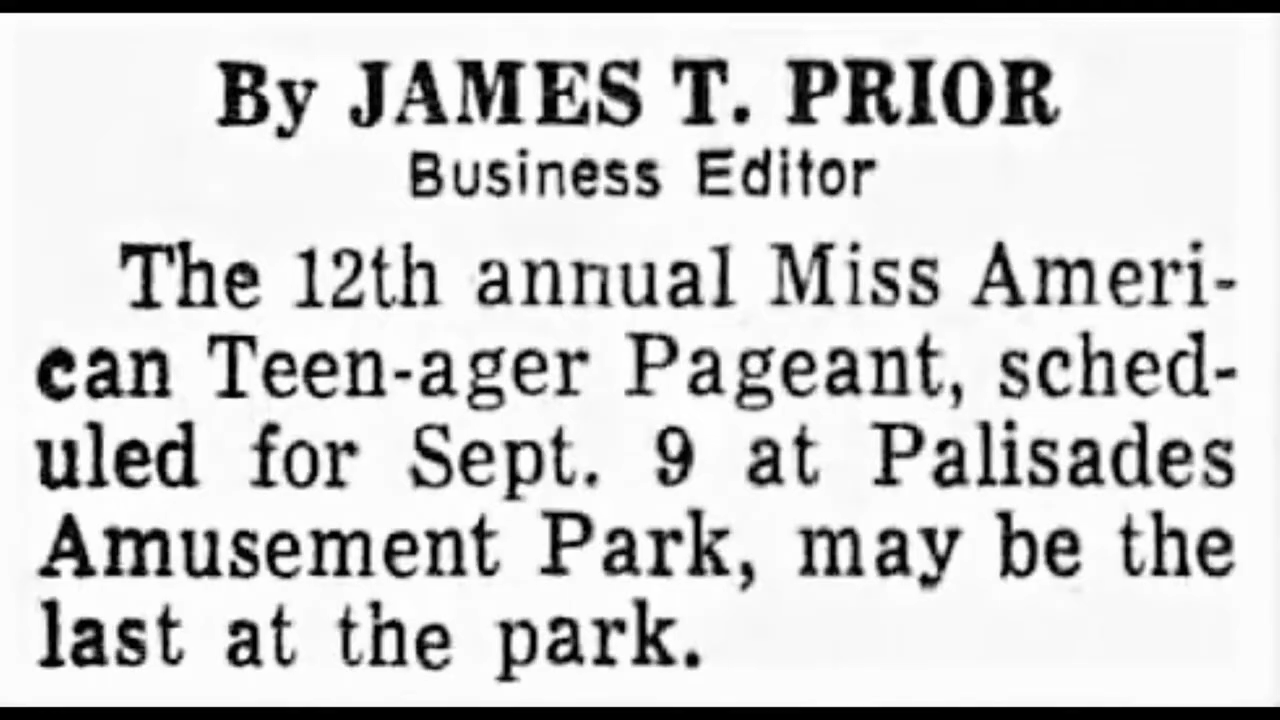 By JAMES T. PRIOR
Business Editor
The 12th annual Miss Ameri-
can Teen-ager Pageant, sched-
uled for Sept. 9 at Palisades
Amusement Park, may be the
last at the park.